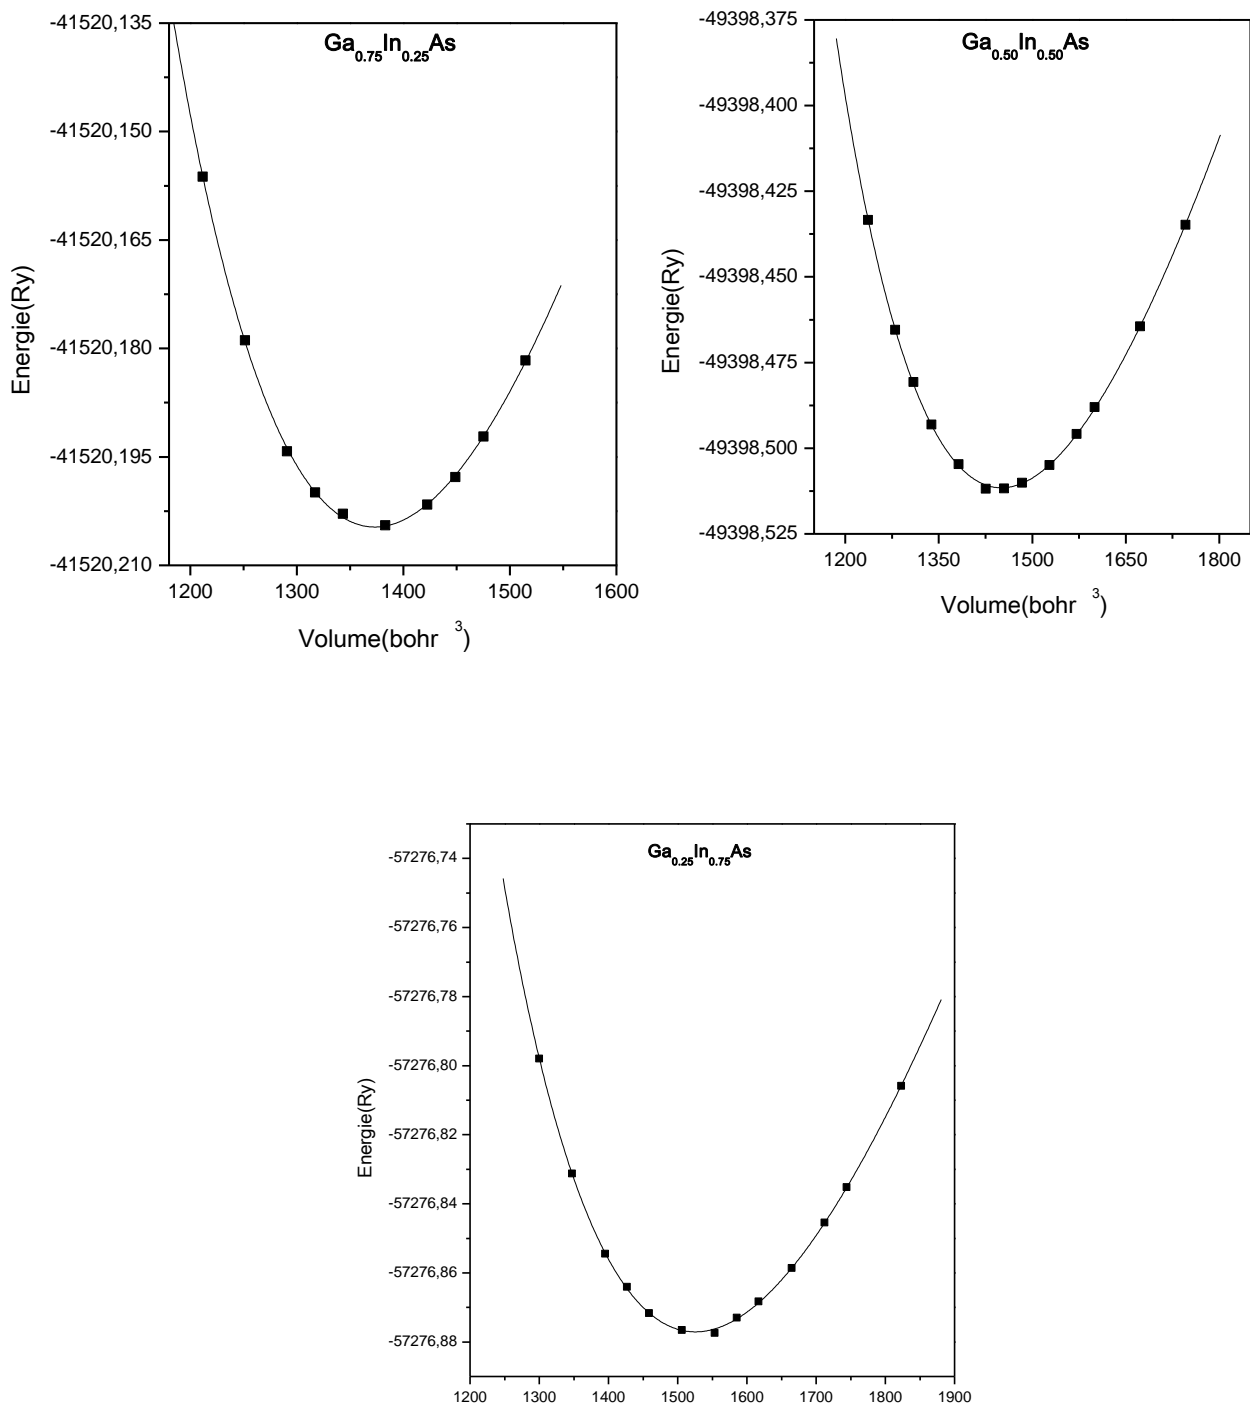 Ga0.75In0.25As
-41520,135
-41520,150
-41520,165
-41520,180
-41520,195
-41520,210
Energie(Ry)
1200 1300 1400 1500 1600
Volume(bohr 3)
Ga0.50In0.50As
-49398,375
-49398,400
-49398,425
-49398,450
-49398,475
-49398,500
-49398,525
Energie(Ry)
1200 1350 1500 1650 1800
Volume(bohr 3)
Ga0.25In0.75As
-57276,74
-57276,76
-57276,78
-57276,80
-57276,82
-57276,84
-57276,86
-57276,88
Energie(Ry)
1200 1300 1400 1500 1600 1700 1800 1900